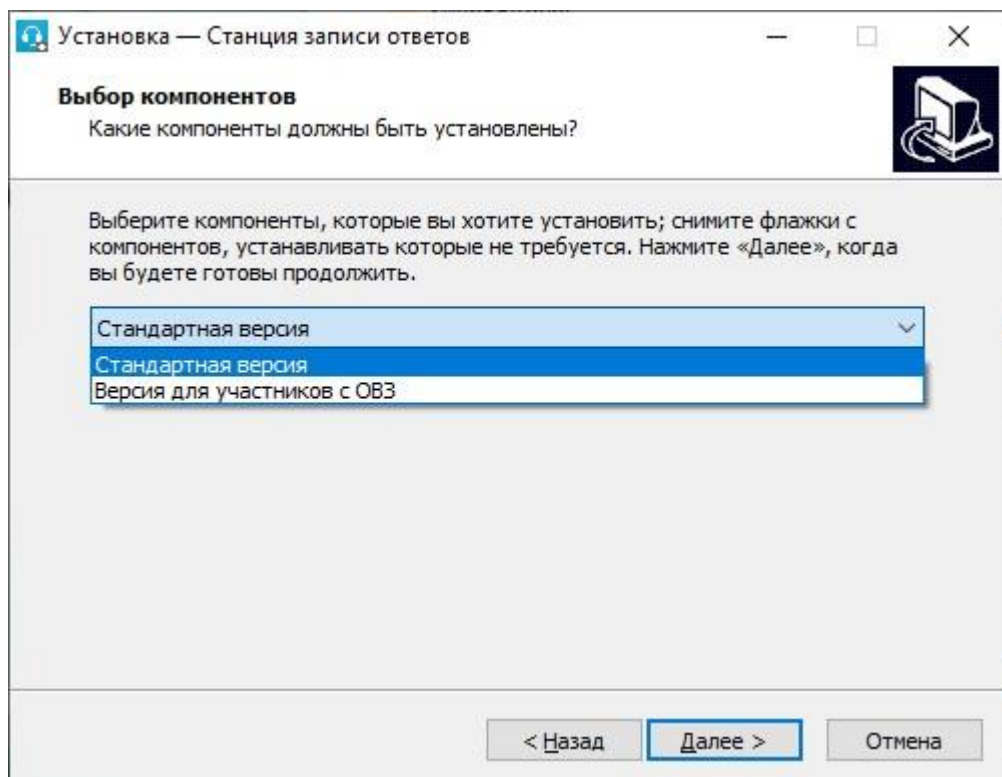 Установка — Станция записи ответов
Выбор компонентов
Какие компоненты должны быть установлены?
Выберите компоненты, которые вы хотите установить; снимите флажки с
компонентов, устанавливать которые не требуется. Нажмите «Далее», когда
вы будете готовы продолжить.
Стандартная версия
Стандартная версия
Версия для участников с ОВЗ
< Назад
Далее >
Отмена